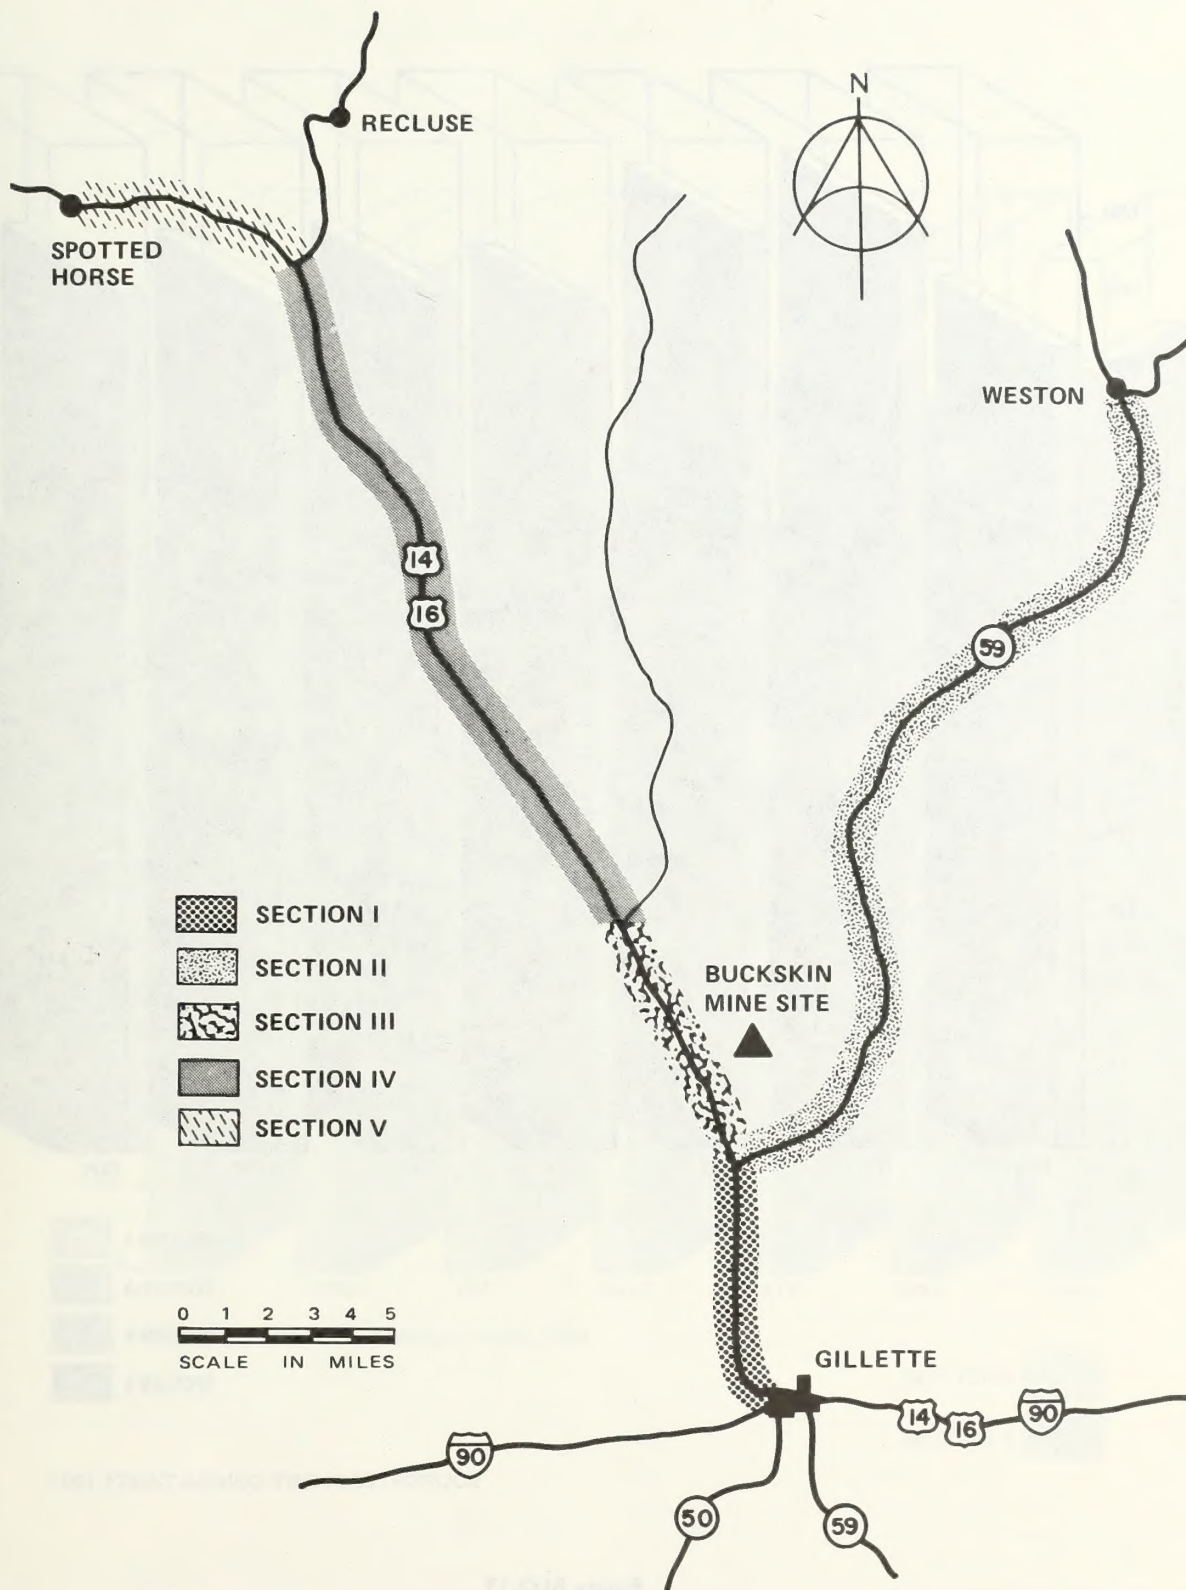 N
RECLUSE
SPOTTED
HORSE
WESTON
14
16
59
SECTION I
SECTION II
SECTION III
SECTION IV
SECTION V
BUCKSKIN
MINE SITE
0 1 2 3 4 5
SCALE IN MILES
GILLETTE
14
16
90
90
50
59